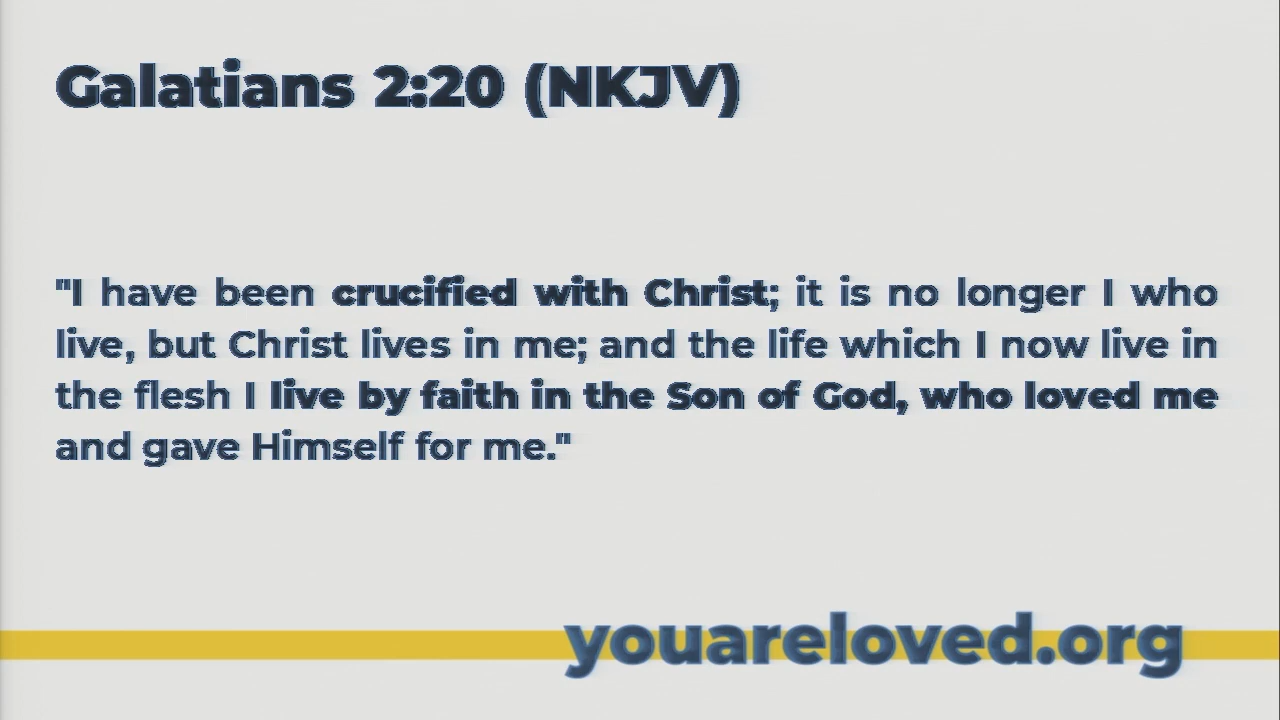 Galatians 2:20 (NKJV)
"I have been crucified with Christ; it is no longer I who
live, but Christ lives in me; and the life which I now live in
the flesh I live by faith in the Son of God, who loved me
and gave Himself for me."
youareloved.org